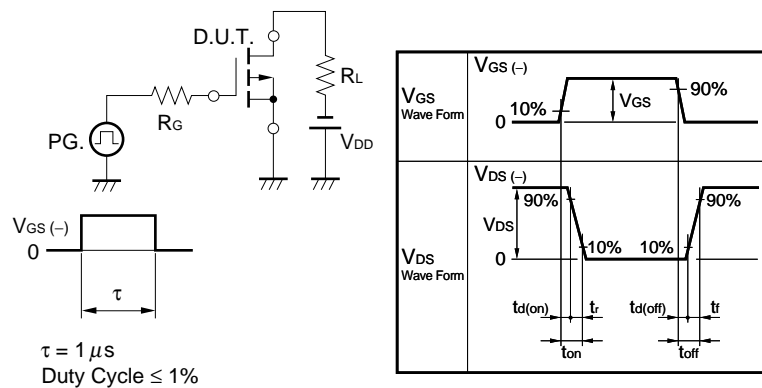 D.U.T.
RL
RG
PG.
VDD
VGS (−)
0
τ
τ = 1 μs
Duty Cycle ≤ 1%
VGS
Wave Form
VGS (−)
10%
VGS
90%
0
VDS
Wave Form
VDS (−)
90%
90%
VDS
10%
10%
0
td(on)
tr
td(off)
tf
ton
toff